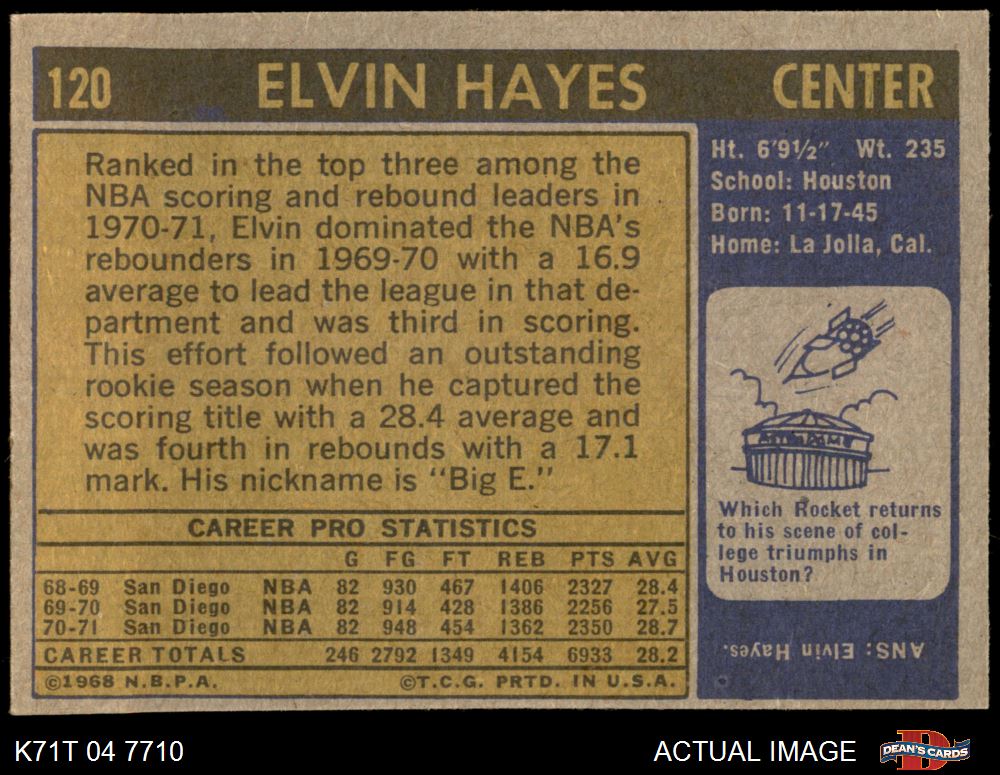 120 ELVIN HAYES CENTER
Ranked in the top three among the
NBA scoring and rebound leaders in
1970-71, Elvin dominated the NBA's
rebounders in 1969-70 with a 16.9
average to lead the league in that de-
partment and was third in scoring.
This effort followed an outstanding
rookie season when he captured the
scoring title with a 28.4 average and
was fourth in rebounds with a 17.1
mark. His nickname is "Big E."
CAREER PRO STATISTICS
G FG FT REB PTS AVG
68-69 San Diego NBA 82 930 467 1406 2327 28.4
69-70 San Diego NBA 82 914 428 1386 2256 27.5
70-71 San Diego NBA 82 948 454 1362 2350 28.7
CAREER TOTALS 246 2792 1349 4154 6933 28.2
©1968 N.B.P.A. ©T.C.G. PRTD. IN U.S.A.
Ht. 6'9½" Wt. 235
School: Houston
Born: 11-17-45
Home: La Jolla, Cal.
ASTRODOME
Which Rocket returns
to his scene of col-
lege triumphs in
Houston?
ANS: Elvin Hayes.
K71T 04 7710 ACTUAL IMAGE DEAN'S CARDS